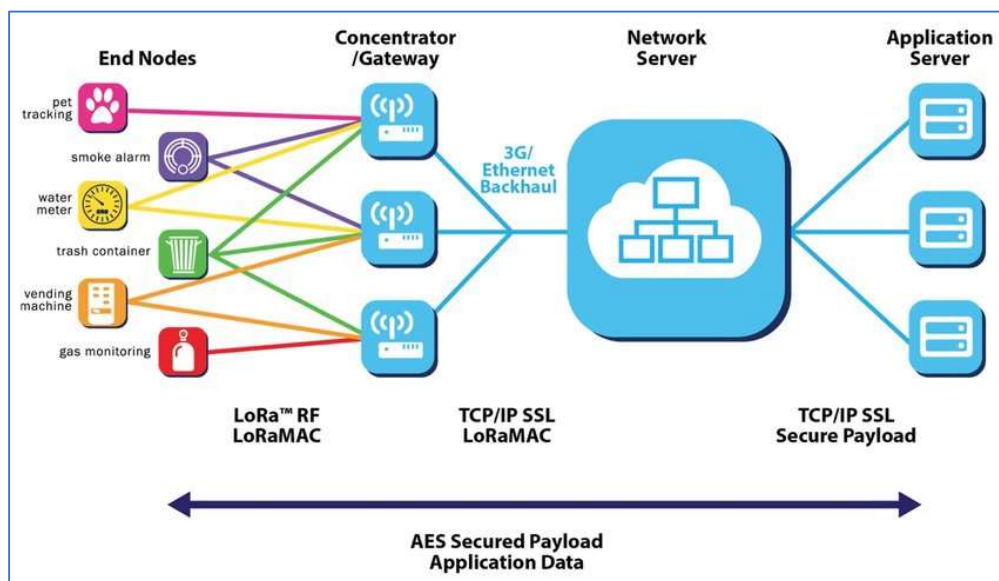 End Nodes
Concentrator
/Gateway
Network
Server
Application
Server
pet
tracking
smoke alarm
water
meter
trash container
vending
machine
gas monitoring
3G/
Ethernet
Backhaul
LoRa™ RF
LoRaMAC
TCP/IP SSL
LoRaMAC
TCP/IP SSL
Secure Payload
AES Secured Payload
Application Data